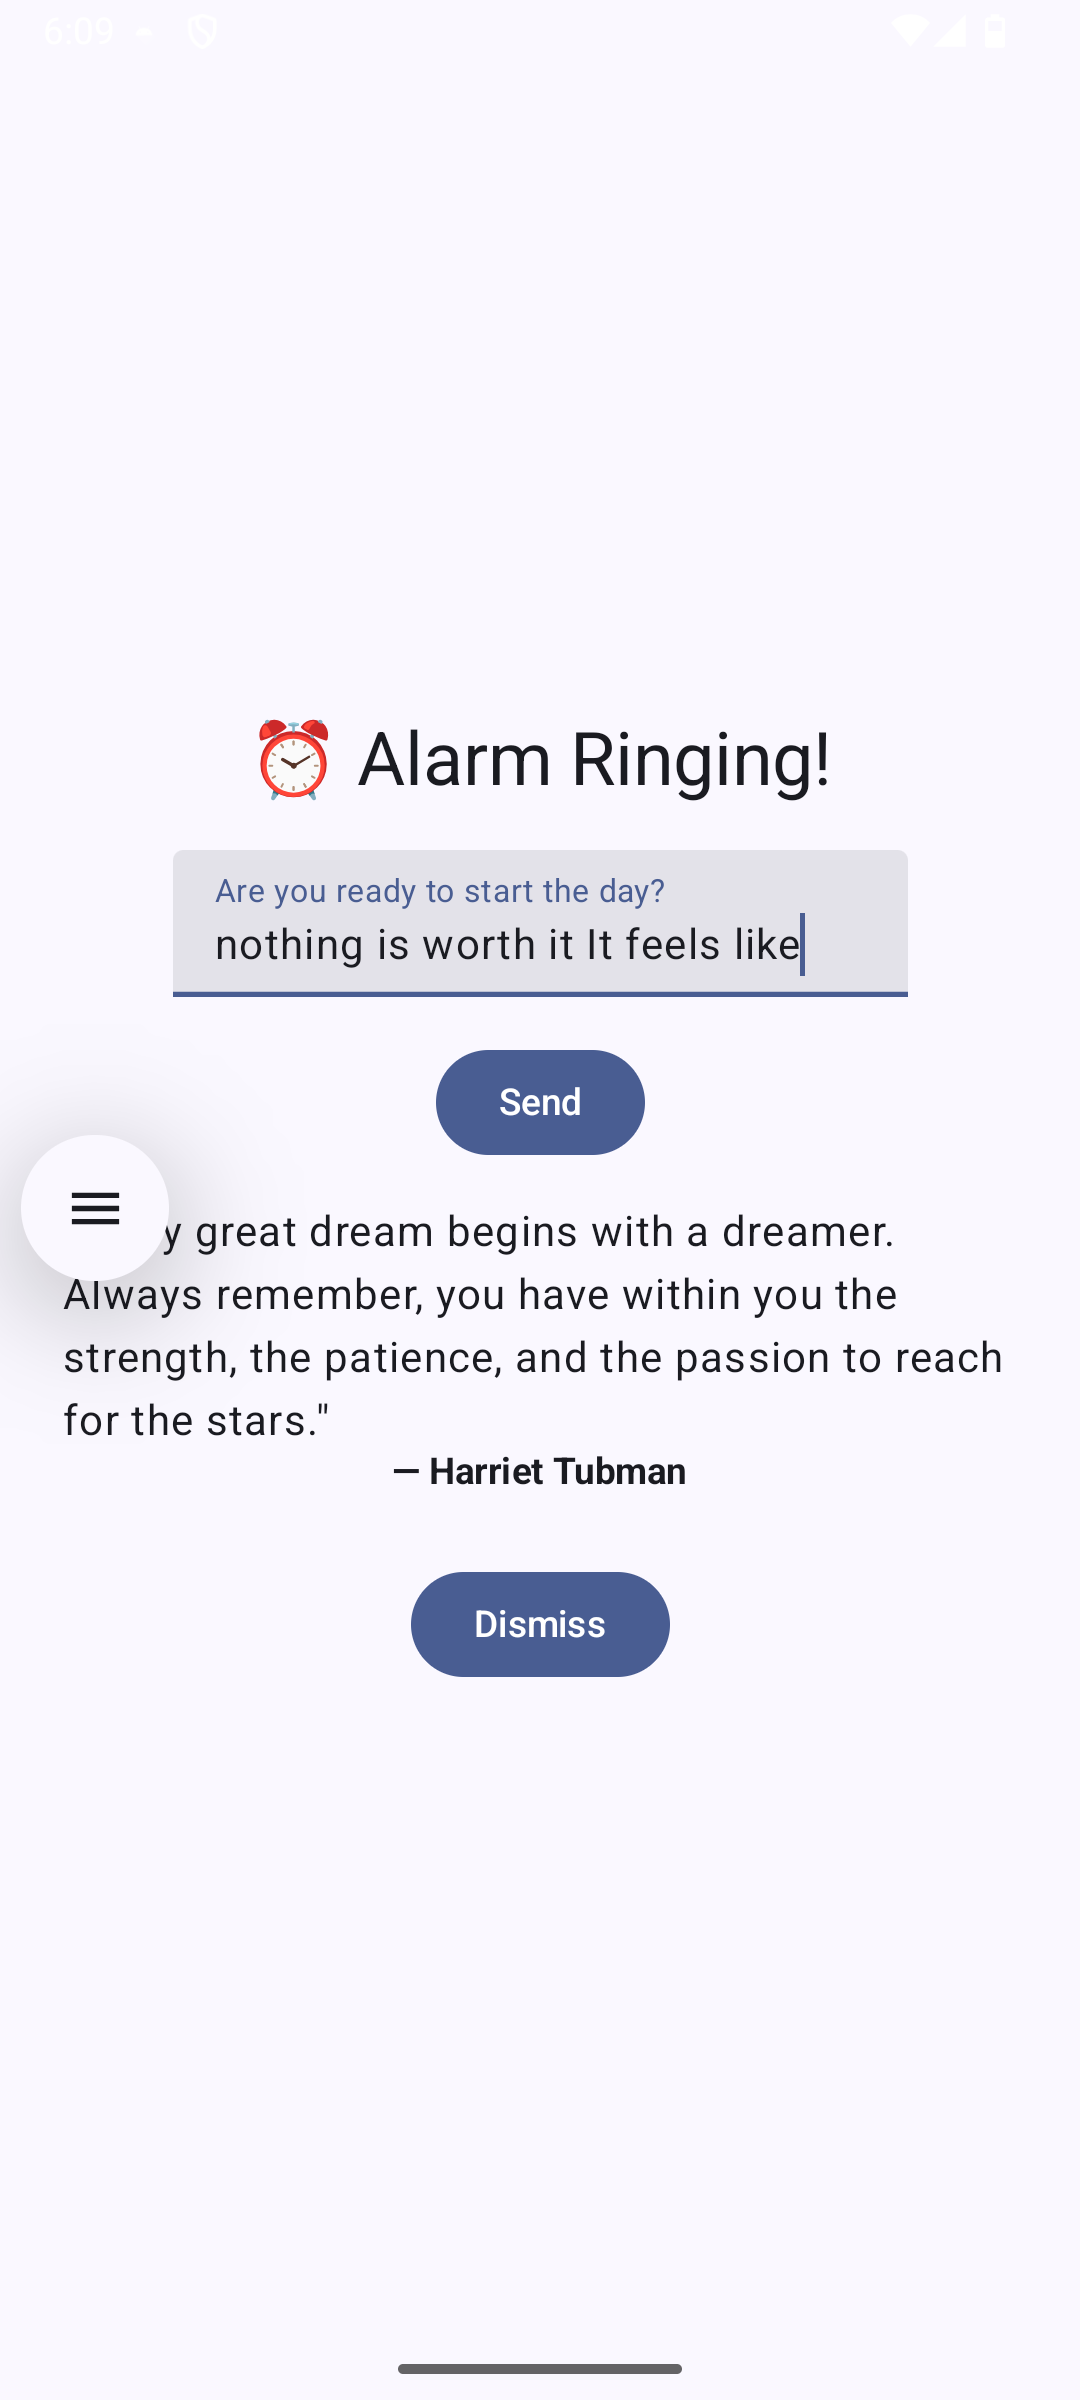 6:09
⏰ Alarm Ringing!
Are you ready to start the day?
nothing is worth it It feels like
Send
great dream begins with a dreamer.
Always remember, you have within you the
strength, the patience, and the passion to reach
for the stars."
— Harriet Tubman
Dismiss